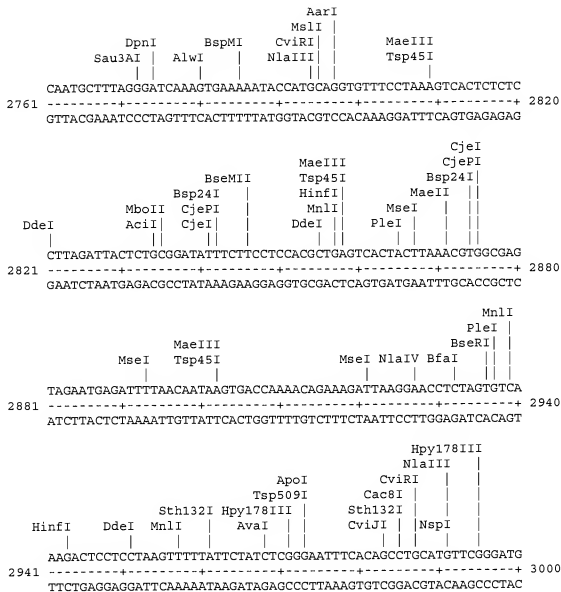 AarI
MslI
DpnI BspMI CviRI MaeIII
Sau3AI AlwI NlaIII Tsp45I
CAATGCTTTAGGGATCAAAGTGAAAAATACCATGCAGGTGTTTCCTAAAGTCACTCTCTC
2761 ---------+---------+---------+---------+---------+---------+ 2820
GTTACGAAATCCCTAGTTTCACTTTTTATGGTACGTCCACAAAGGATTTCAGTGAGAGAG
CjeI
MaeIII CjePI
BseMII Tsp45I Bsp24I
Bsp24I HinfI MaeII
MboII CjePI MnlI MseI
DdeI AciI CjeI DdeI PleI
CTTAGATTACTCTGCGGATATTTCTTCCTCCACGCTGAGTCACTACTTAAACGTGGCGAG
2821 ---------+---------+---------+---------+---------+---------+ 2880
GAATCTAATGAGACGCCTATAAAGAAGGAGGTGCGACTCAGTGATGAATTTGCACCGCTC
MnlI
PleI
MaeIII BseRI
MseI Tsp45I MseI NlaIV BfaI
TAGAATGAGATTTTAACAATAAGTGACCAAAACAGAAAGATTAAGGAACCTCTAGTGTCA
2881 ---------+---------+---------+---------+---------+---------+ 2940
ATCTTACTCTAAAATTGTTATTCACTGGTTTTGTCTTTCTAATTCCTTGGAGATCACAGT
Hpy178III
NlaIII
ApoI CviRI
Tsp509I Cac8I
Sth132I Hpy178III Sth132I
HinfI DdeI MnlI AvaI CviJI NspI
AAGACTCCTCCTAAGTTTTTATTCTATCTCGGGAATTTCACAGCCTGCATGTTCGGGATG
2941 ---------+---------+---------+---------+---------+---------+ 3000
TTCTGAGGAGGATTCAAAAATAAGATAGAGCCCTTAAAGTGTCGGACGTACAAGCCCTAC